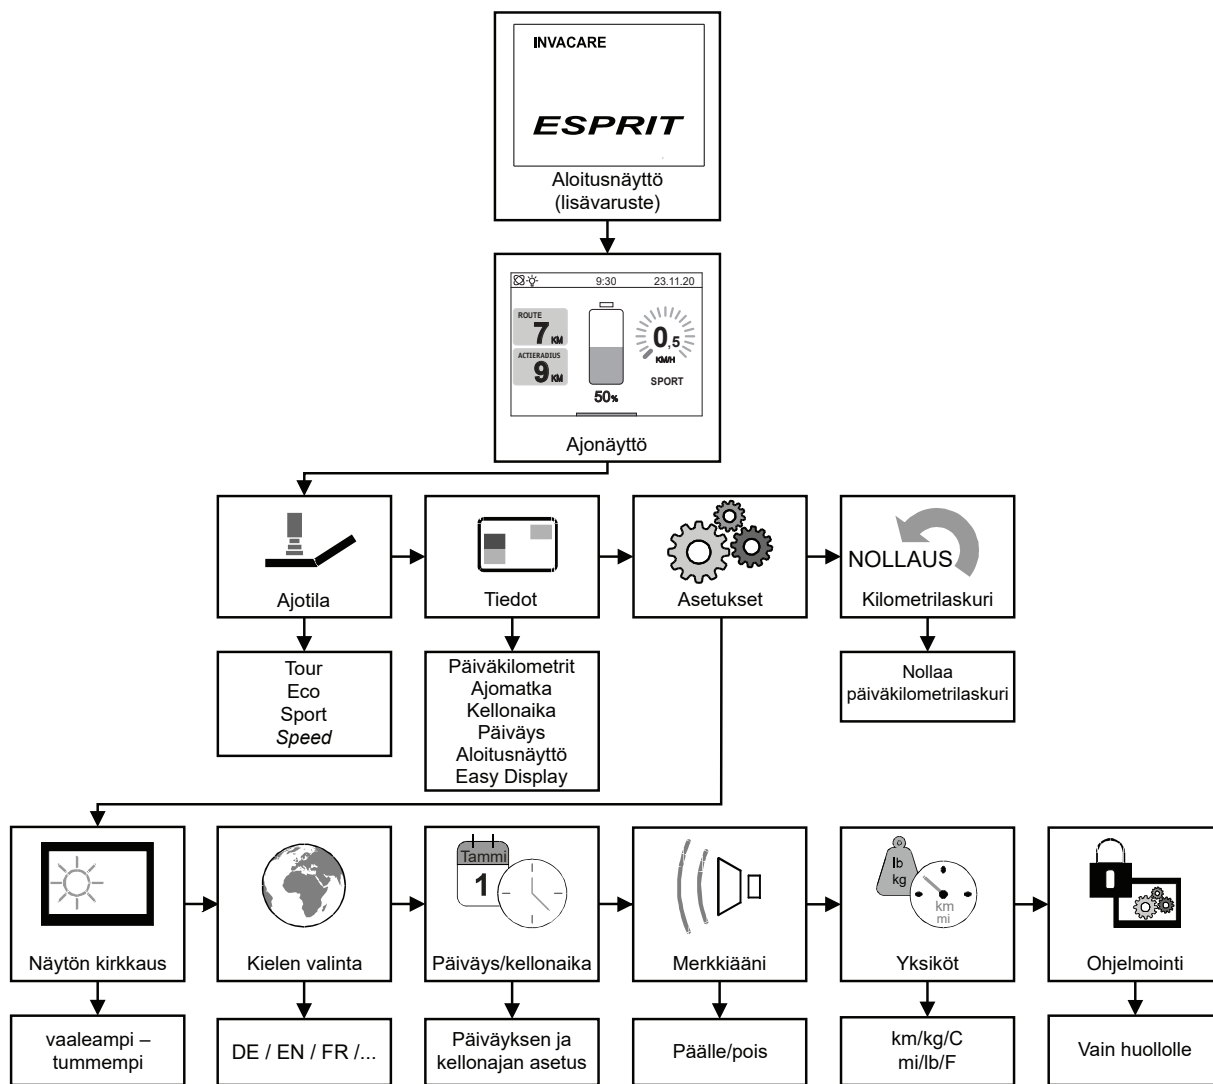 INVACARE
ESPRIT
Aloitusnäyttö
(lisävaruste)
9:30 23.11.20
ROUTE
7 KM
ACTIERADIUS
9 KM
50%
0,5
KM/H
SPORT
Ajonäyttö
Ajotila
Tiedot
Asetukset
NOLLAUS
Kilometrilaskuri
Tour
Eco
Sport
Speed
Päiväkilometrit
Ajomatka
Kellonaika
Päiväys
Aloitusnäyttö
Easy Display
Nollaa
päiväkilometrilaskuri
Näytön kirkkaus
Kielen valinta
Tammi
1
Päiväys/kellonaika
Merkkiääni
lb
kg
km
mi
Yksiköt
Ohjelmointi
vaaleampi –
tummempi
DE / EN / FR /...
Päiväyksen ja
kellonajan asetus
Päälle/pois
km/kg/C
mi/lb/F
Vain huollolle